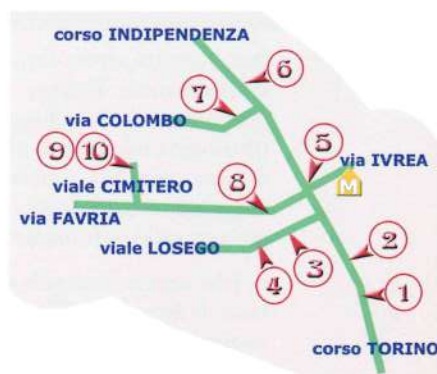 corso INDIPENDENZA
6
7
via COLOMBO
9 10
5
via IVREA
M
viale CIMITERO
8
via FAVRIA
2
viale LOSEGO
3
4
1
corso TORINO